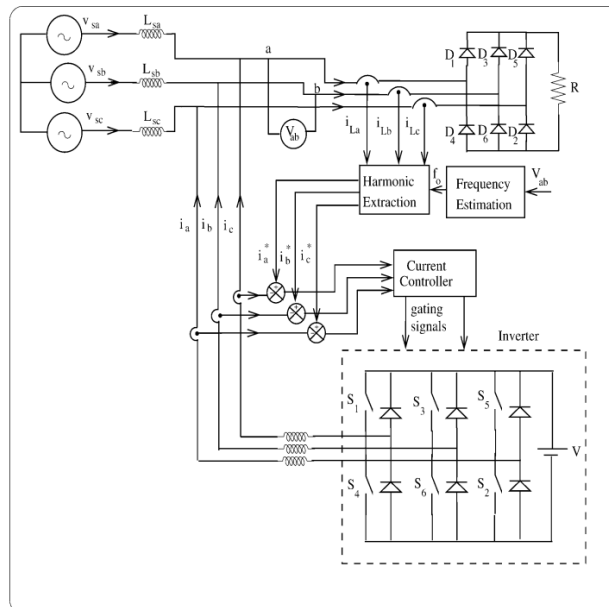 v_sa L_sa
v_sb L_sb
v_sc L_sc
a
b
V_ab
D_1 D_3 D_5
D_4 D_6 D_2
R
i_La i_Lb i_Lc
Harmonic
Extraction
f_o
Frequency
Estimation
V_ab
i_a i_b i_c
i_a* i_b* i_c*
Current
Controller
gating
signals
Inverter
S_1 S_3 S_5
S_4 S_6 S_2
V